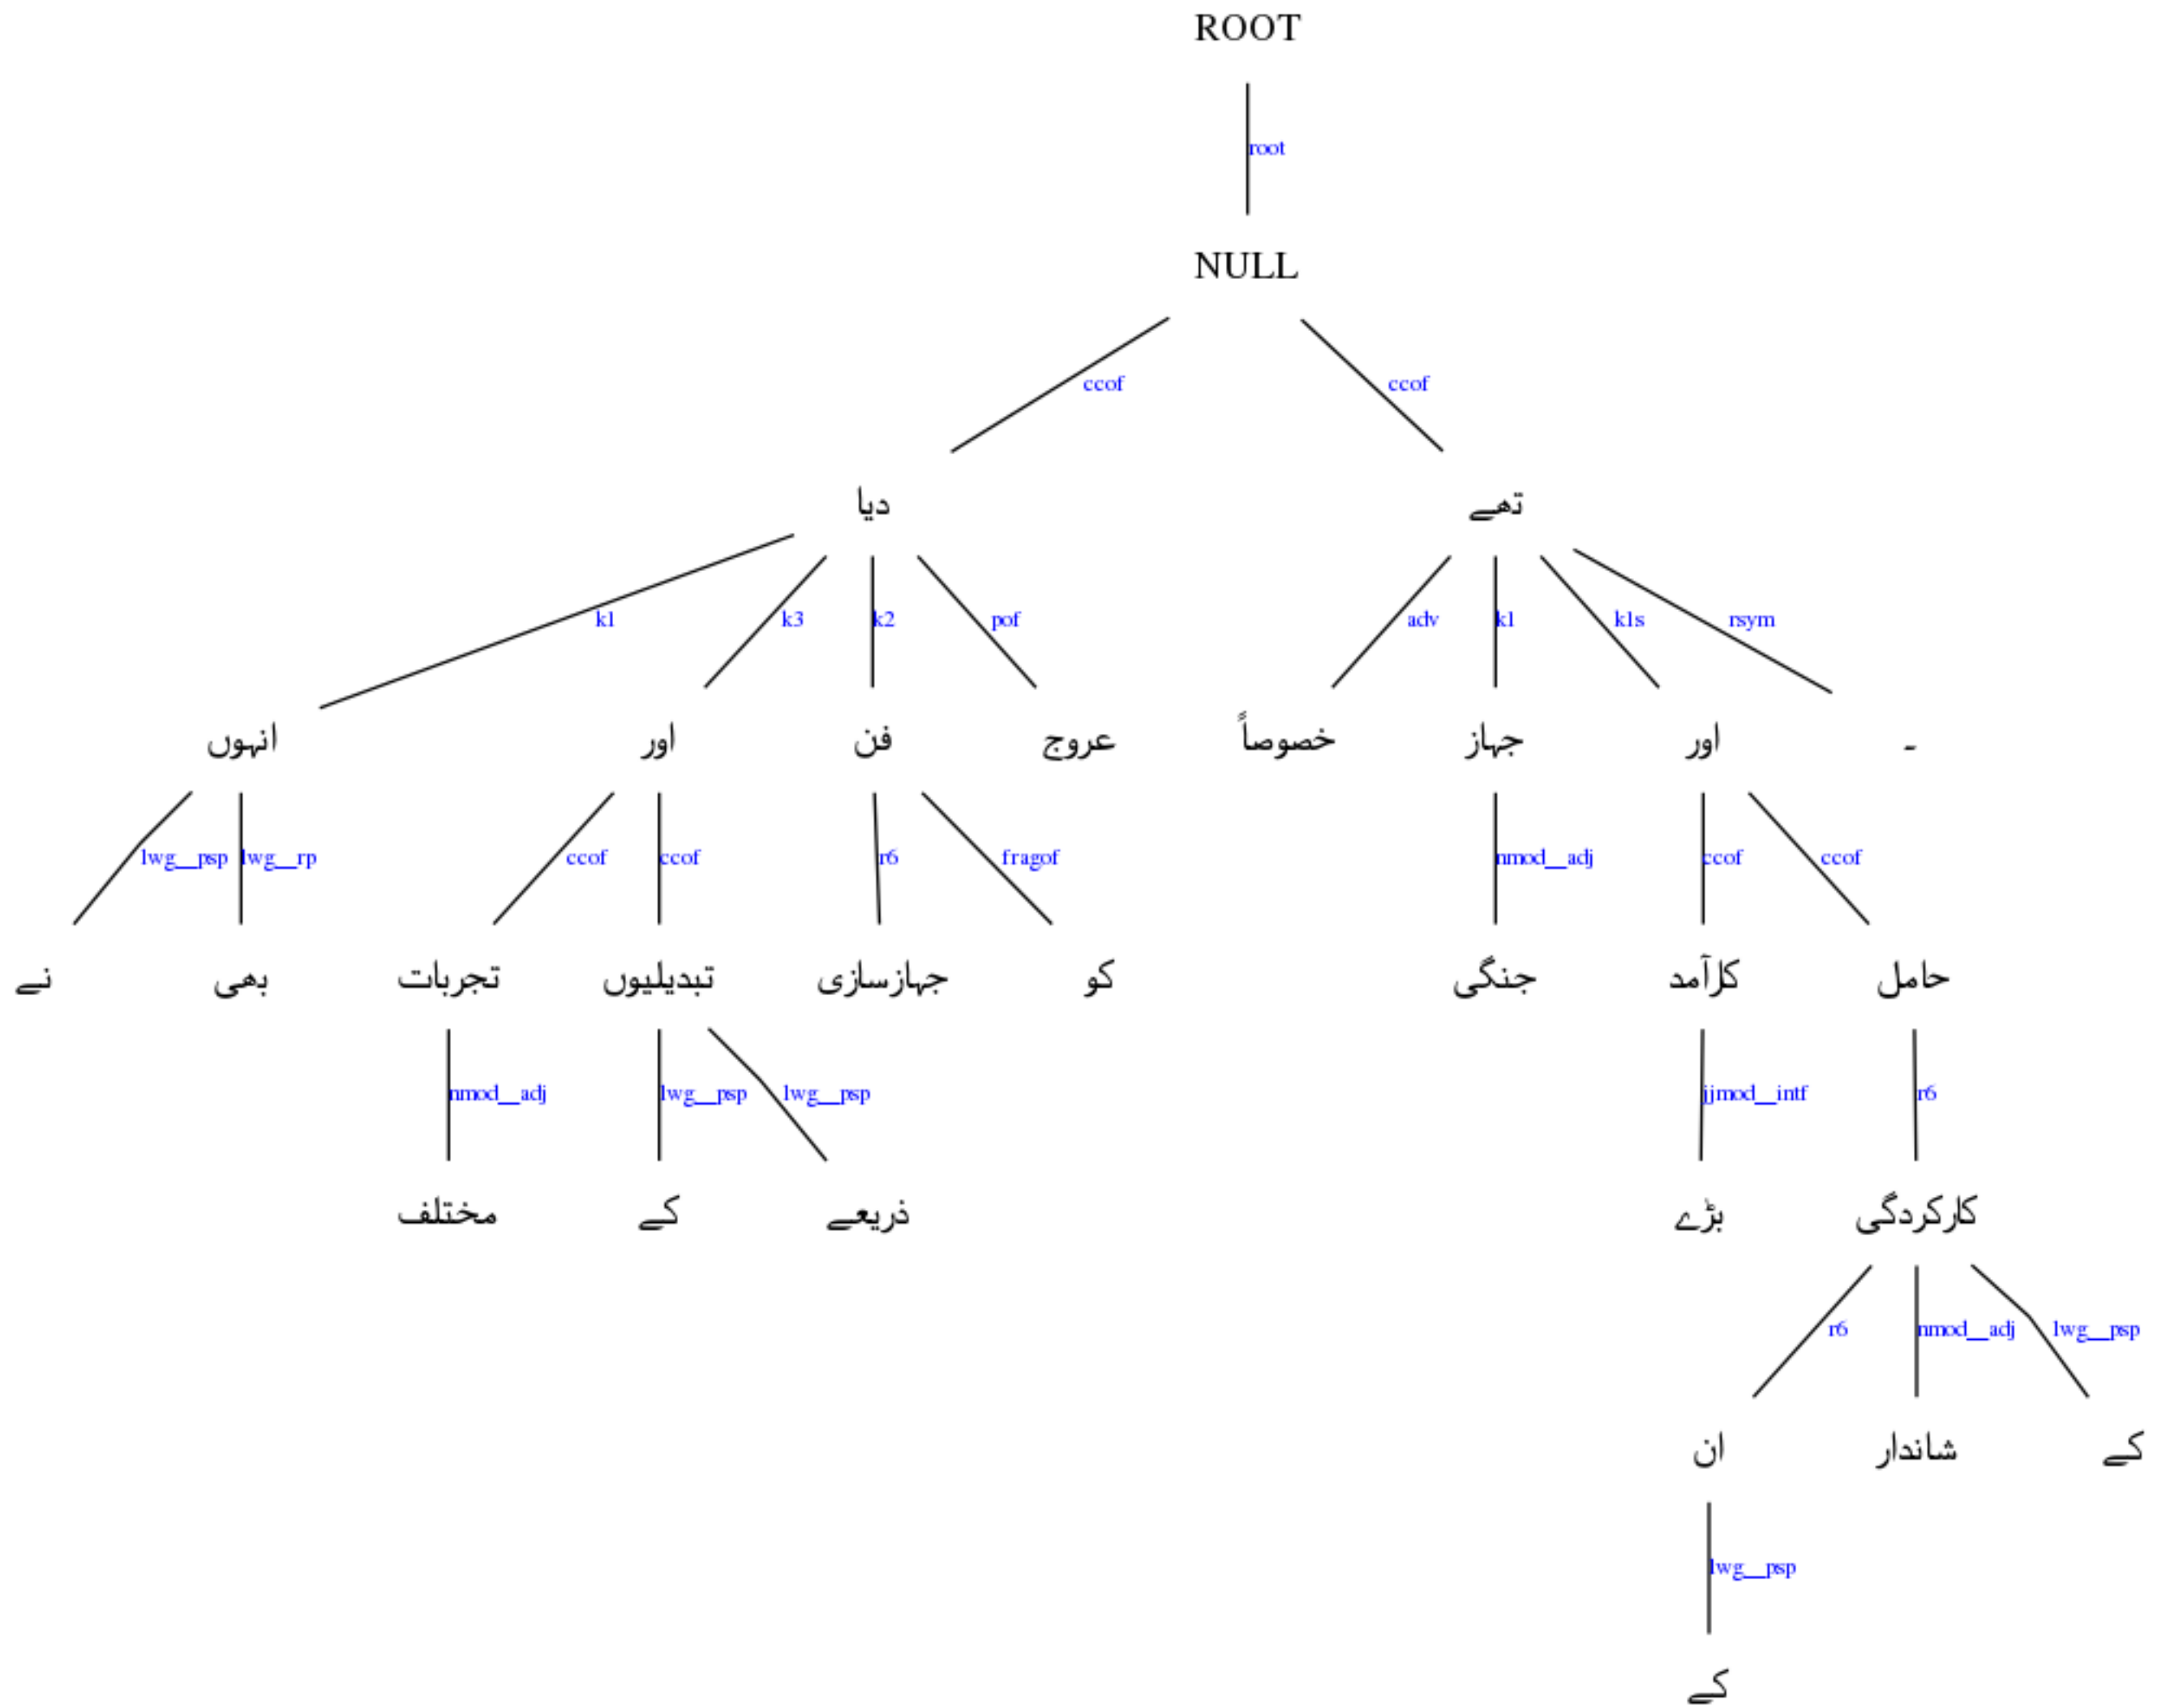 ROOT
root
NULL
ccof ccof
دیا تھے
k1 k3 k2 pof adv k1 k1s rsym
انہوں اور فن عروج خصوصاً جہاز اور ۔
lwg__psp lwg__rp ccof ccof r6 fragof nmod__adj ccof ccof
نے بھی تجربات تبدیلیوں جہازسازی کو جنگی کارآمد حامل
nmod__adj lwg__psp lwg__psp jjmod__intf r6
مختلف کے ذریعے بڑے کارکردگی
r6 nmod__adj lwg__psp
ان شاندار کے
lwg__psp
کے